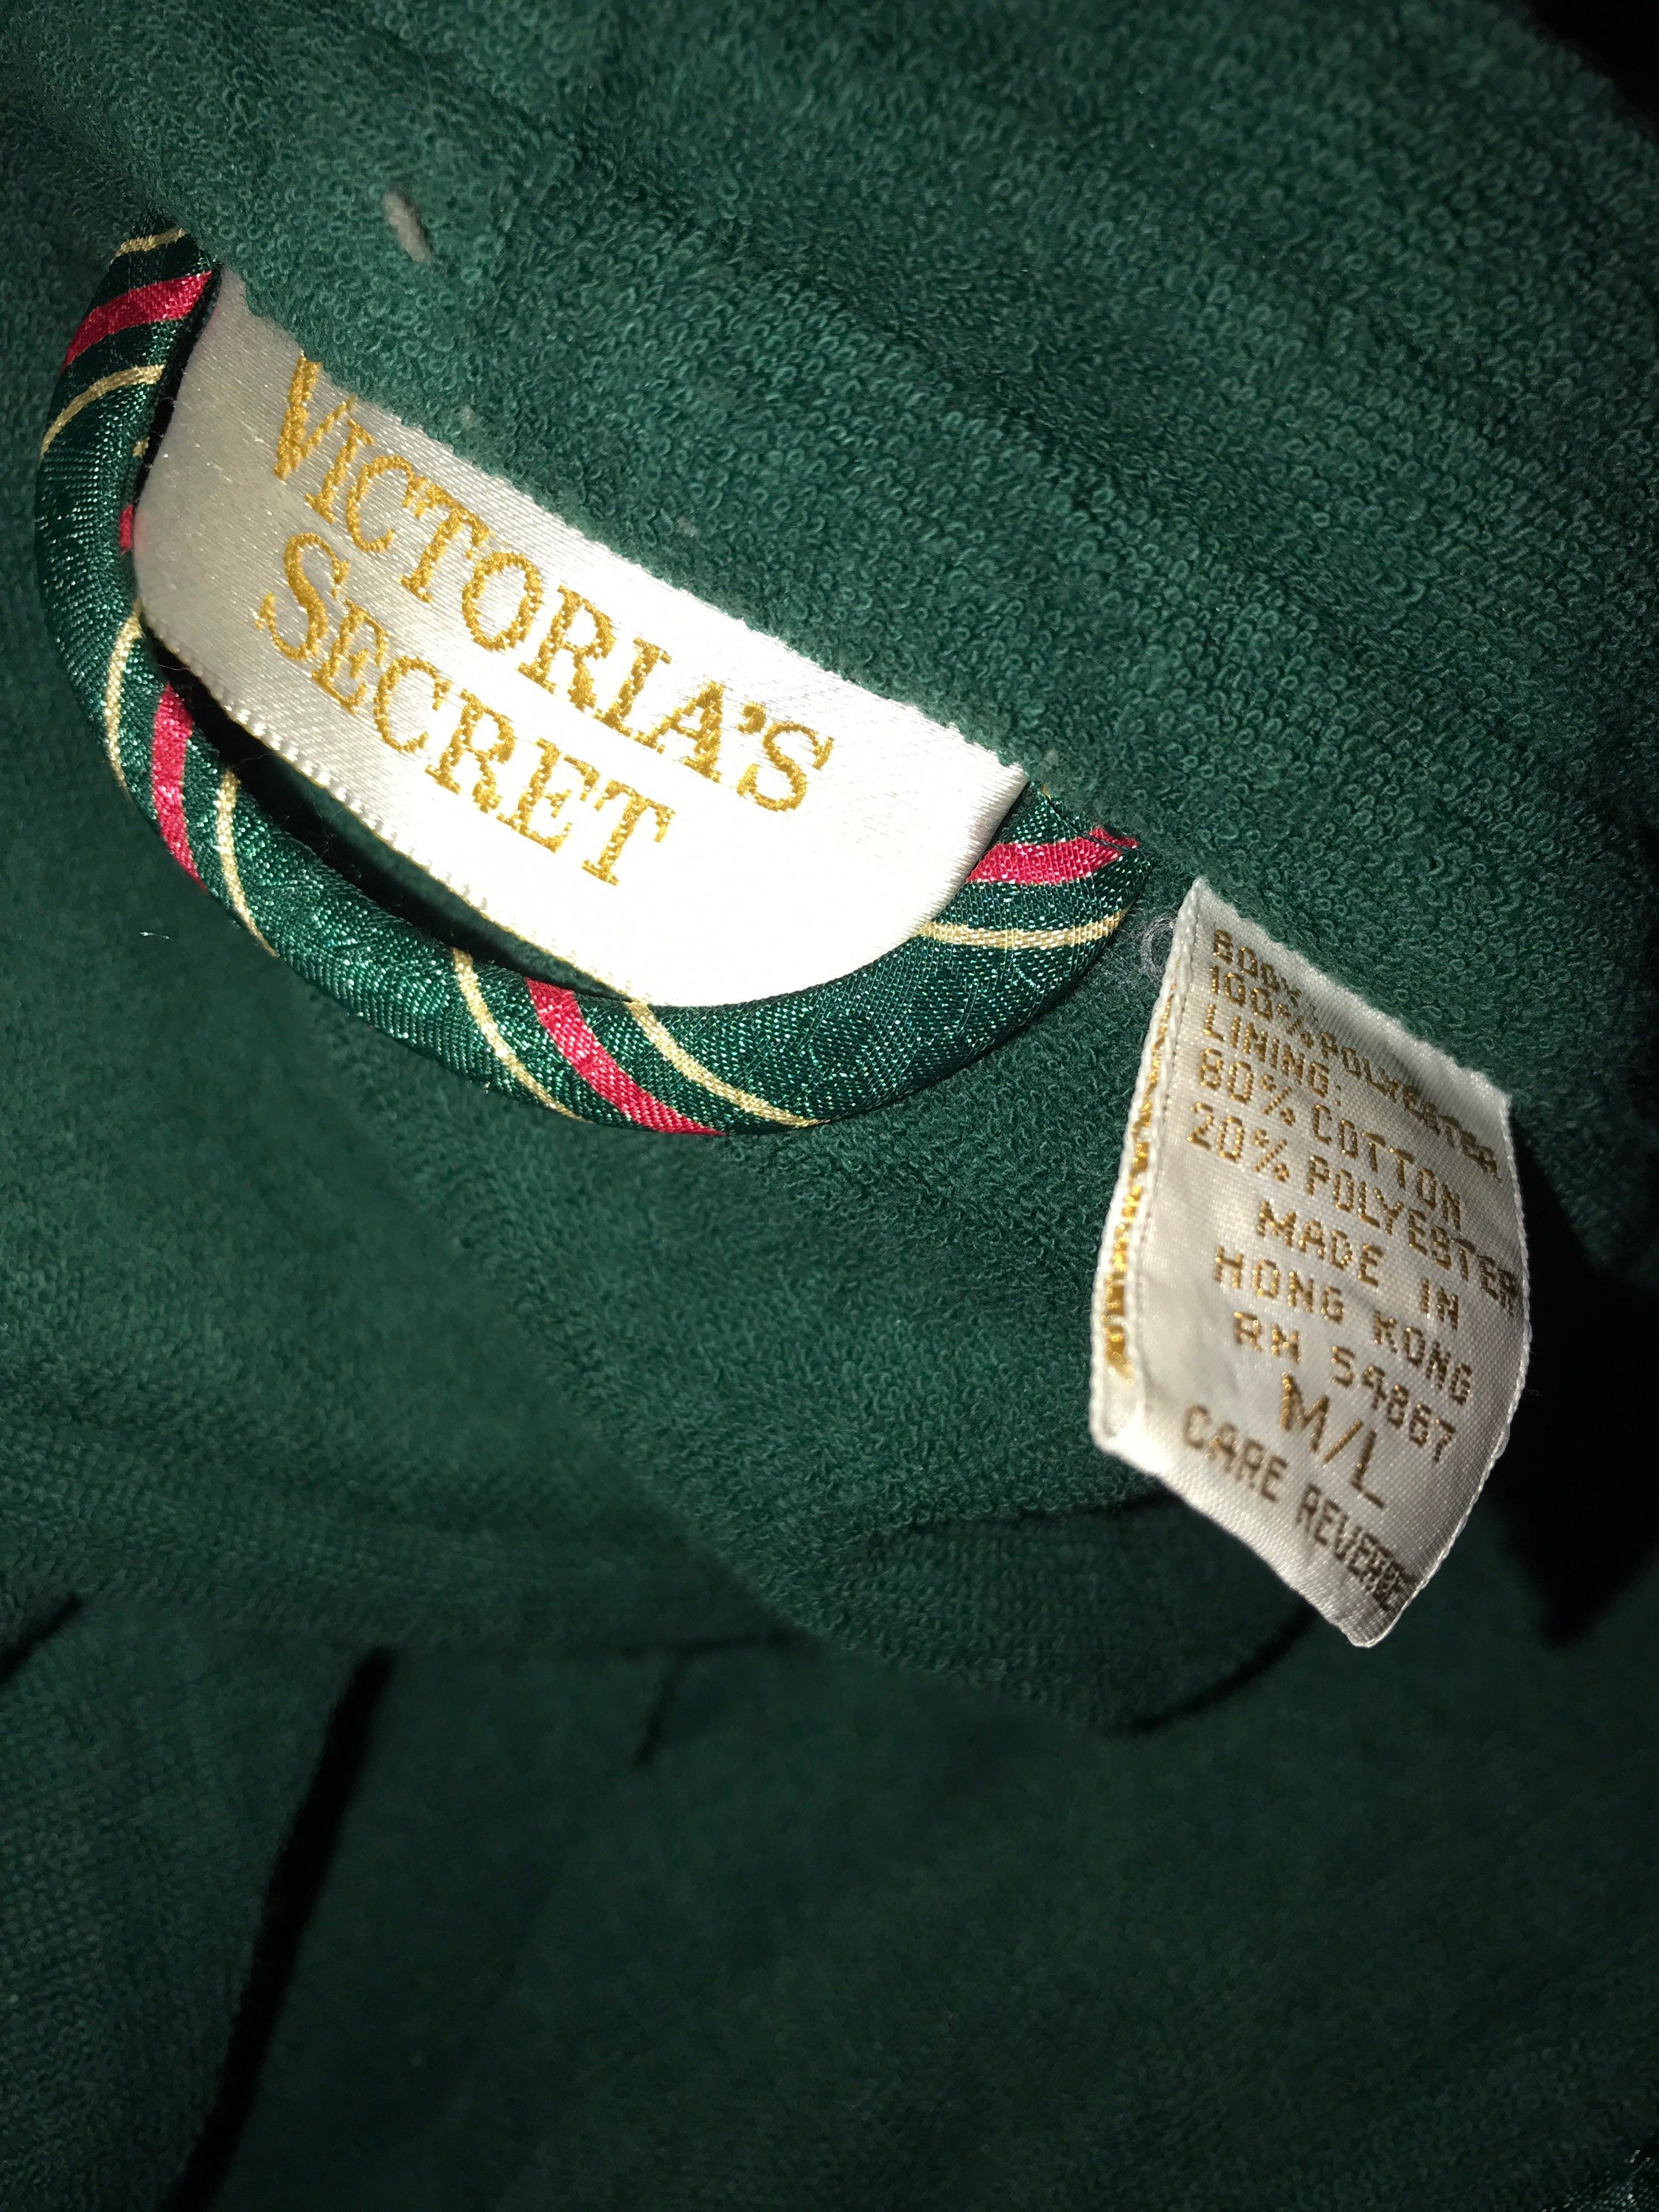 VICTORIA'S
SECRET
100% POLYESTER
LINING:
80% COTTON
20% POLYESTER
MADE IN
HONG KONG
RN 54867
M/L
CARE REVERSE